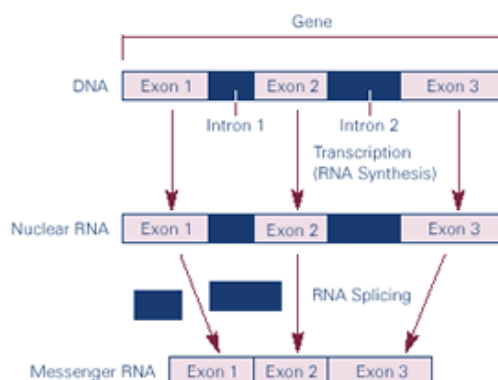 Gene
DNA
Exon 1
Exon 2
Exon 3
Intron 1
Intron 2
Transcription
(RNA Synthesis)
Nuclear RNA
Exon 1
Exon 2
Exon 3
RNA Splicing
Messenger RNA
Exon 1
Exon 2
Exon 3